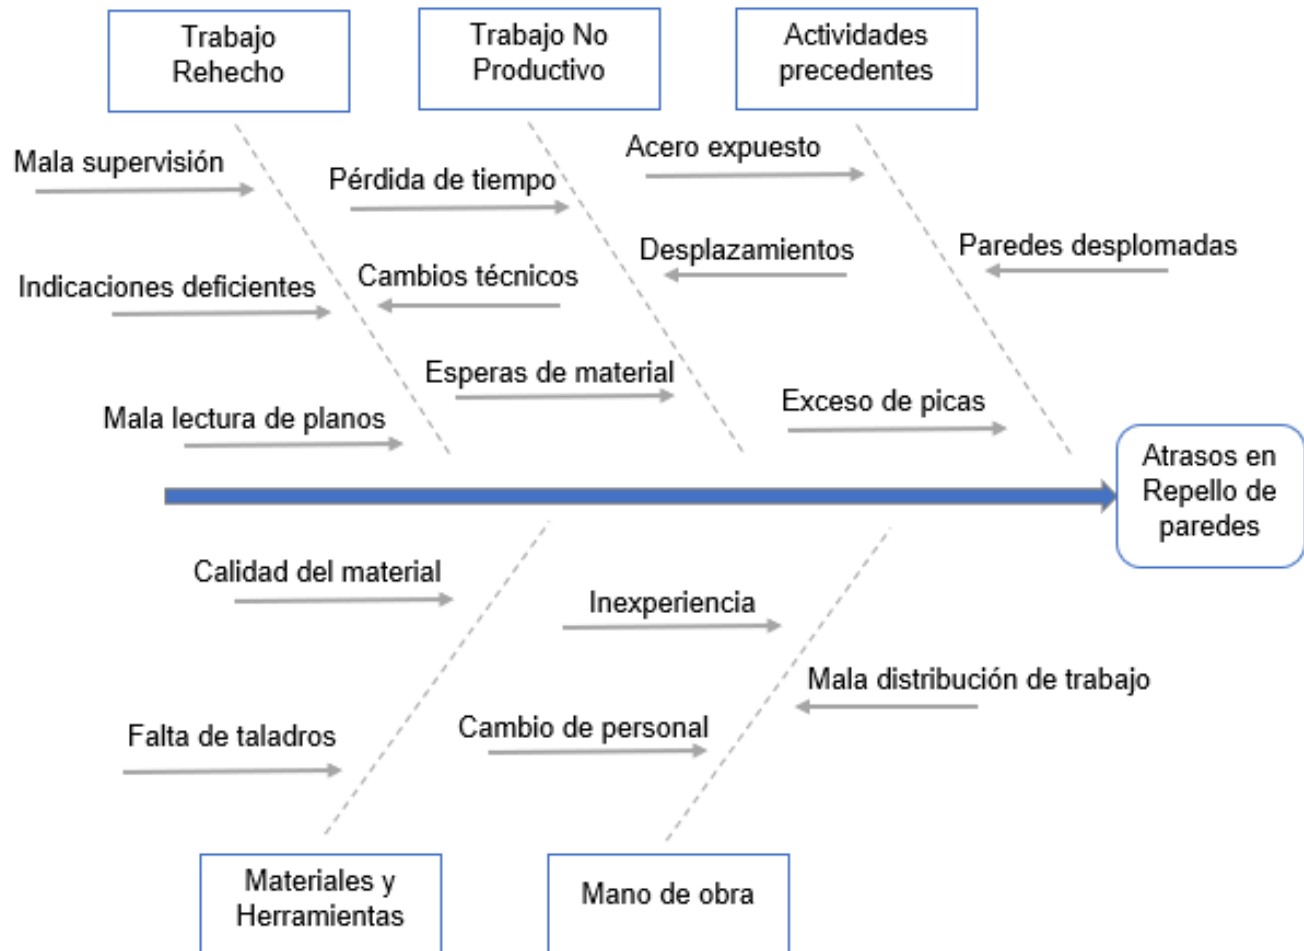 Trabajo
Rehecho
Trabajo No
Productivo
Actividades
precedentes
Mala supervisión
Pérdida de tiempo
Acero expuesto
Indicaciones deficientes
Cambios técnicos
Desplazamientos
Paredes desplomadas
Mala lectura de planos
Esperas de material
Exceso de picas
Atrasos en
Repello de
paredes
Calidad del material
Inexperiencia
Falta de taladros
Cambio de personal
Mala distribución de trabajo
Materiales y
Herramientas
Mano de obra